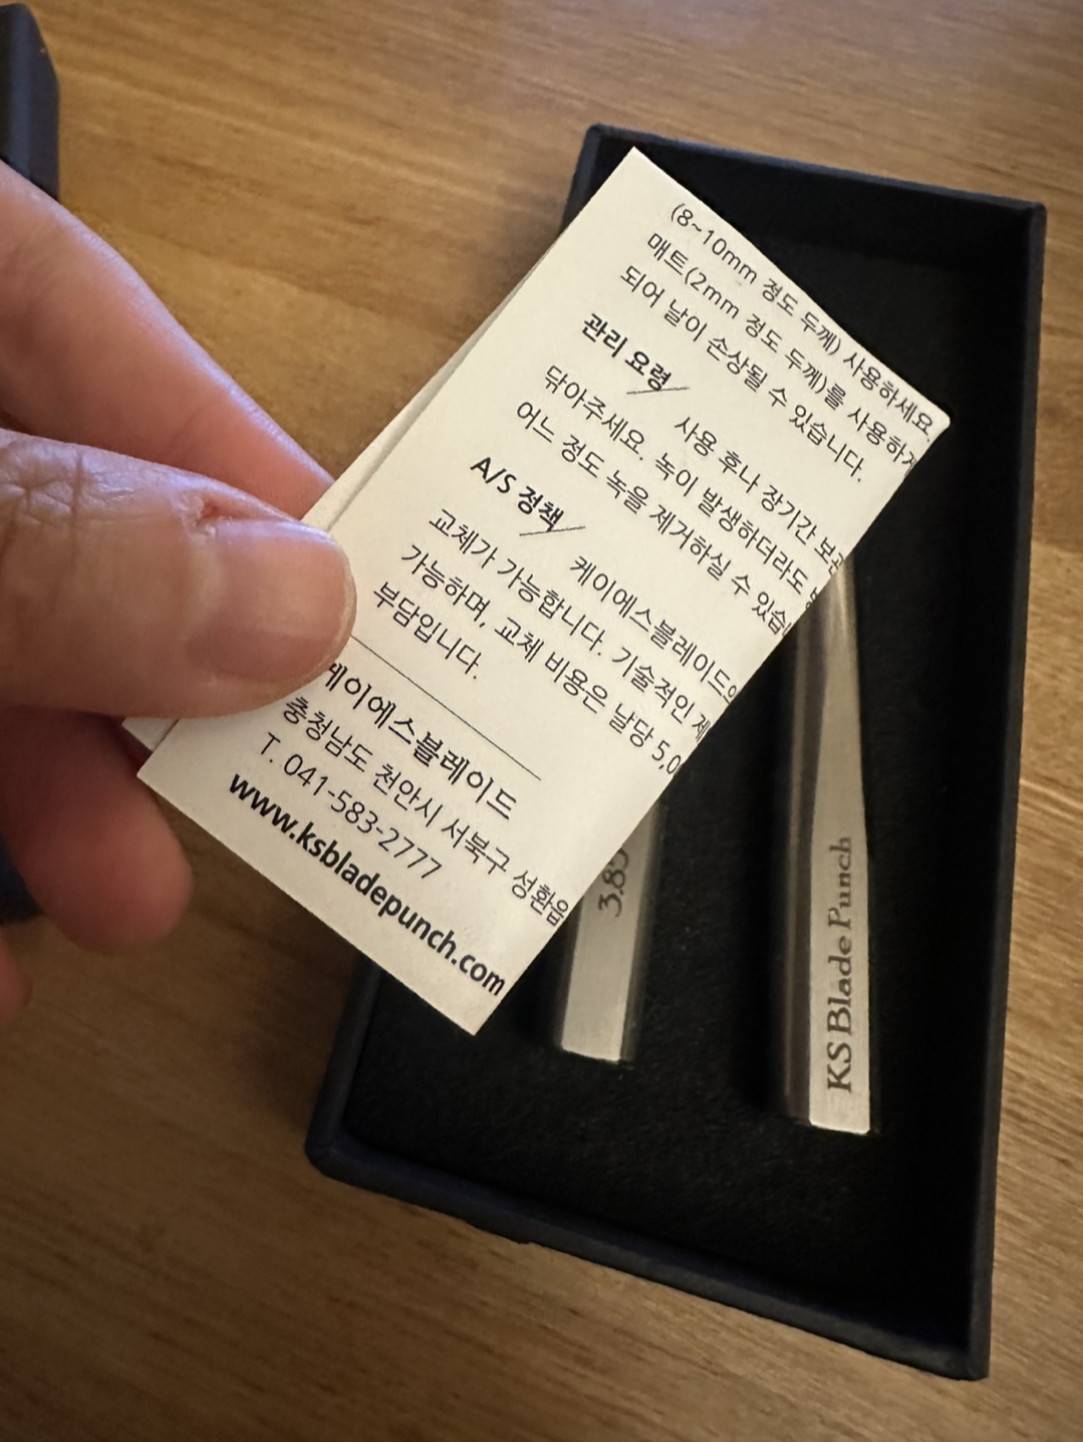 (8~10mm 정도 두께) 사용하세요.
매트(2mm 정도 두께)를 사용하게
되어 날이 손상될 수 있습니다.
관리 요령 사용 후나 장기간 보관
닦아주세요. 녹이 발생하더라도
어느 정도 녹을 제거하실 수 있습
A/S 정책 케이에스블레이드의
교체가 가능합니다. 기술적인
가능하며, 교체 비용은 날당 5,0
부담입니다.
케이에스블레이드
충청남도 천안시 서북구 성환읍
T. 041-583-2777
www.ksbladepunch.com
3.85
KS Blade Punch